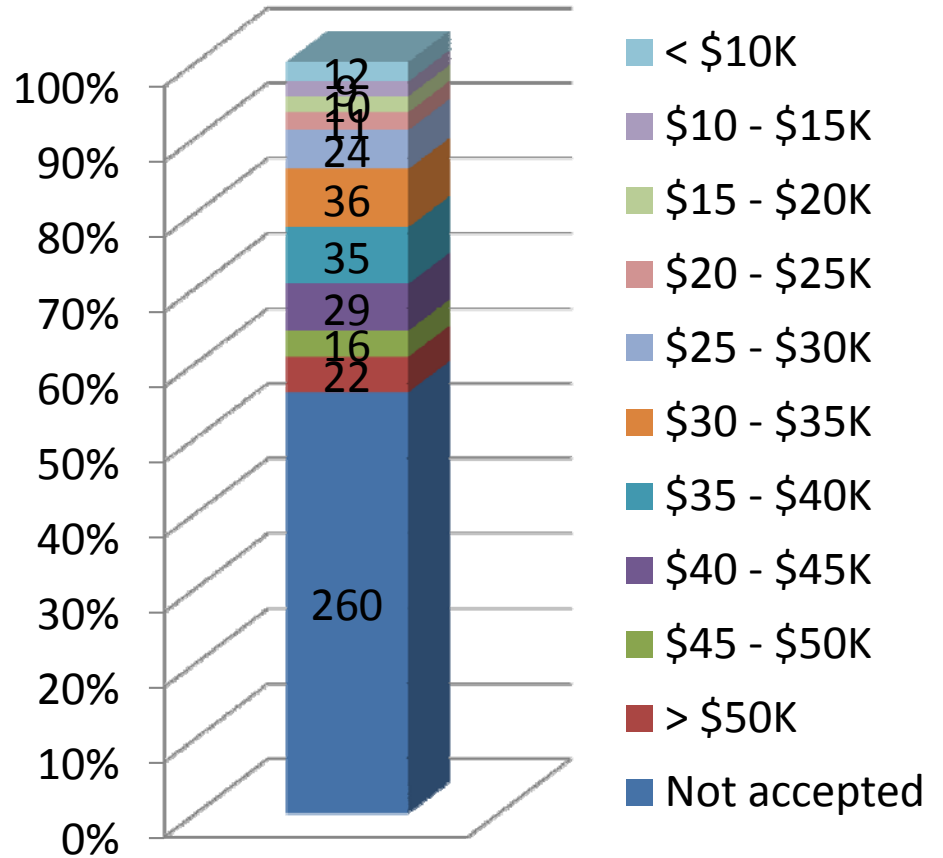 100%
90%
80%
70%
60%
50%
40%
30%
20%
10%
0%
12
9
10
11
24
36
35
29
16
22
260
< $10K
$10 - $15K
$15 - $20K
$20 - $25K
$25 - $30K
$30 - $35K
$35 - $40K
$40 - $45K
$45 - $50K
> $50K
Not accepted